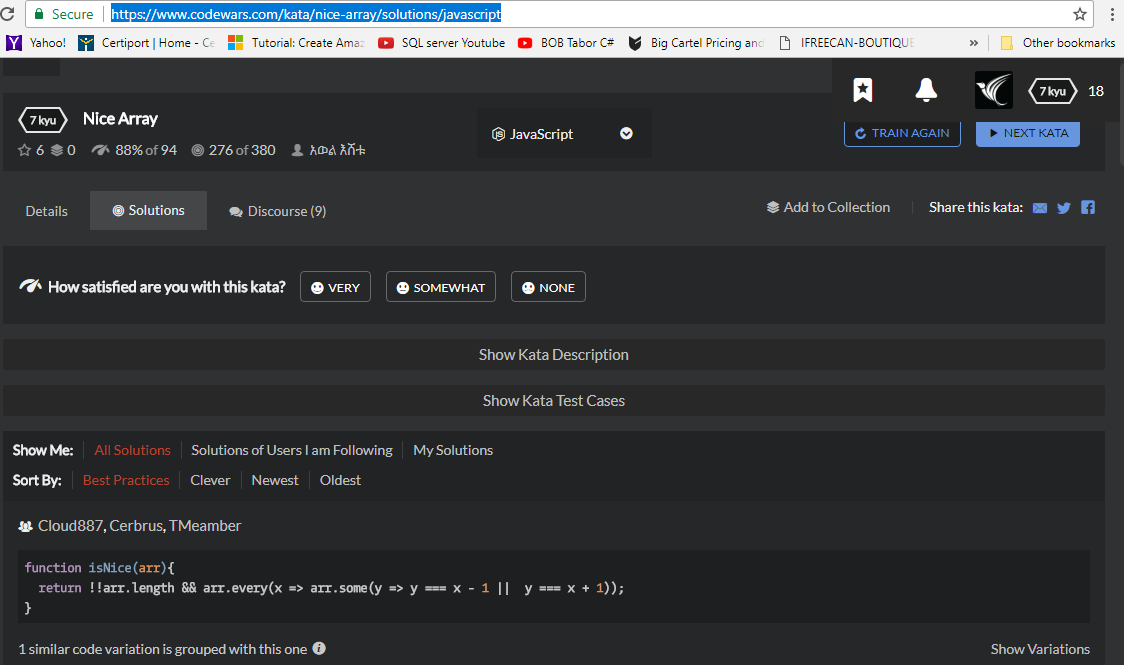 Secure https://www.codewars.com/kata/nice-array/solutions/javascript
Yahoo! Certiport | Home - Ce Tutorial: Create Amaz SQL server Youtube BOB Tabor C# Big Cartel Pricing and IFREECAN-BOUTIQUE » Other bookmarks
7 kyu 18
7 kyu Nice Array JavaScript TRAIN AGAIN NEXT KATA
6 0 88% of 94 276 of 380 አወል እሸቱ
Details Solutions Discourse (9) Add to Collection Share this kata:
How satisfied are you with this kata? VERY SOMEWHAT NONE
Show Kata Description
Show Kata Test Cases
Show Me: All Solutions Solutions of Users I am Following My Solutions
Sort By: Best Practices Clever Newest Oldest
Cloud887, Cerbrus, TMeamber
function isNice(arr){
return !!arr.length && arr.every(x => arr.some(y => y === x - 1 || y === x + 1));
}
1 similar code variation is grouped with this one Show Variations